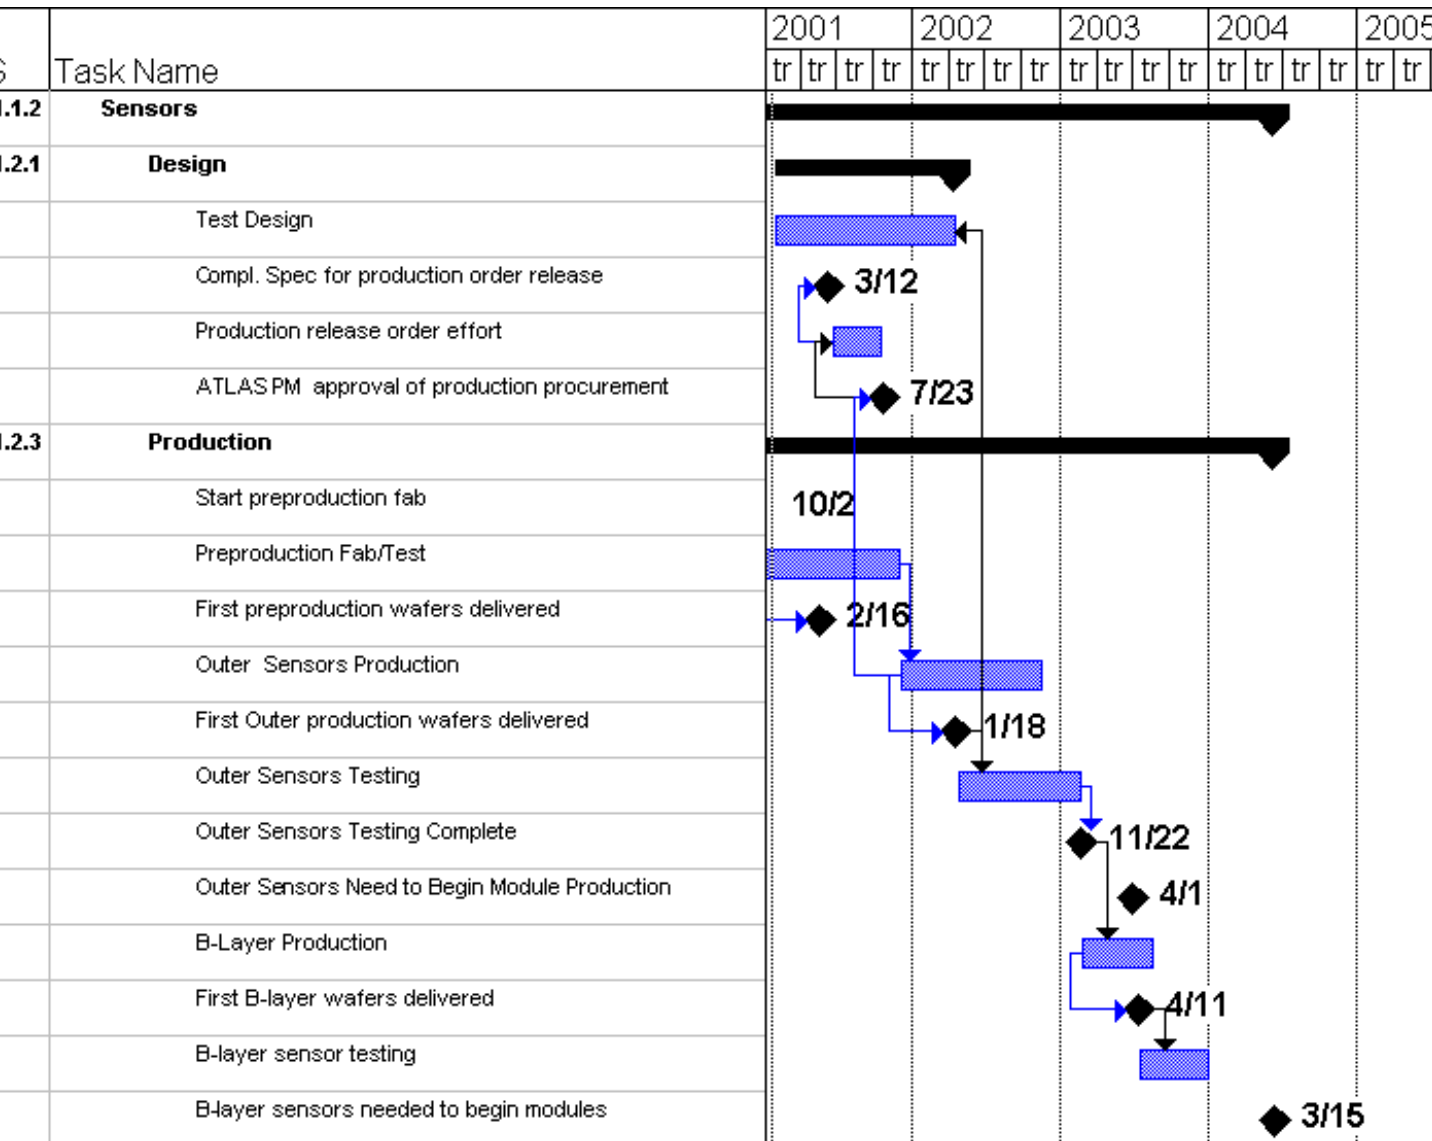 2001 2002 2003 2004 2005
S Task Name tr tr tr tr tr tr tr tr tr tr tr tr tr tr tr tr tr tr
1.1.2 Sensors
1.2.1 Design
Test Design
Compl. Spec for production order release 3/12
Production release order effort
ATLAS PM approval of production procurement 7/23
1.2.3 Production
Start preproduction fab 10/2
Preproduction Fab/Test
First preproduction wafers delivered 2/16
Outer Sensors Production
First Outer production wafers delivered 1/18
Outer Sensors Testing
Outer Sensors Testing Complete 11/22
Outer Sensors Need to Begin Module Production 4/1
B-Layer Production
First B-layer wafers delivered 4/11
B-layer sensor testing
B-layer sensors needed to begin modules 3/15